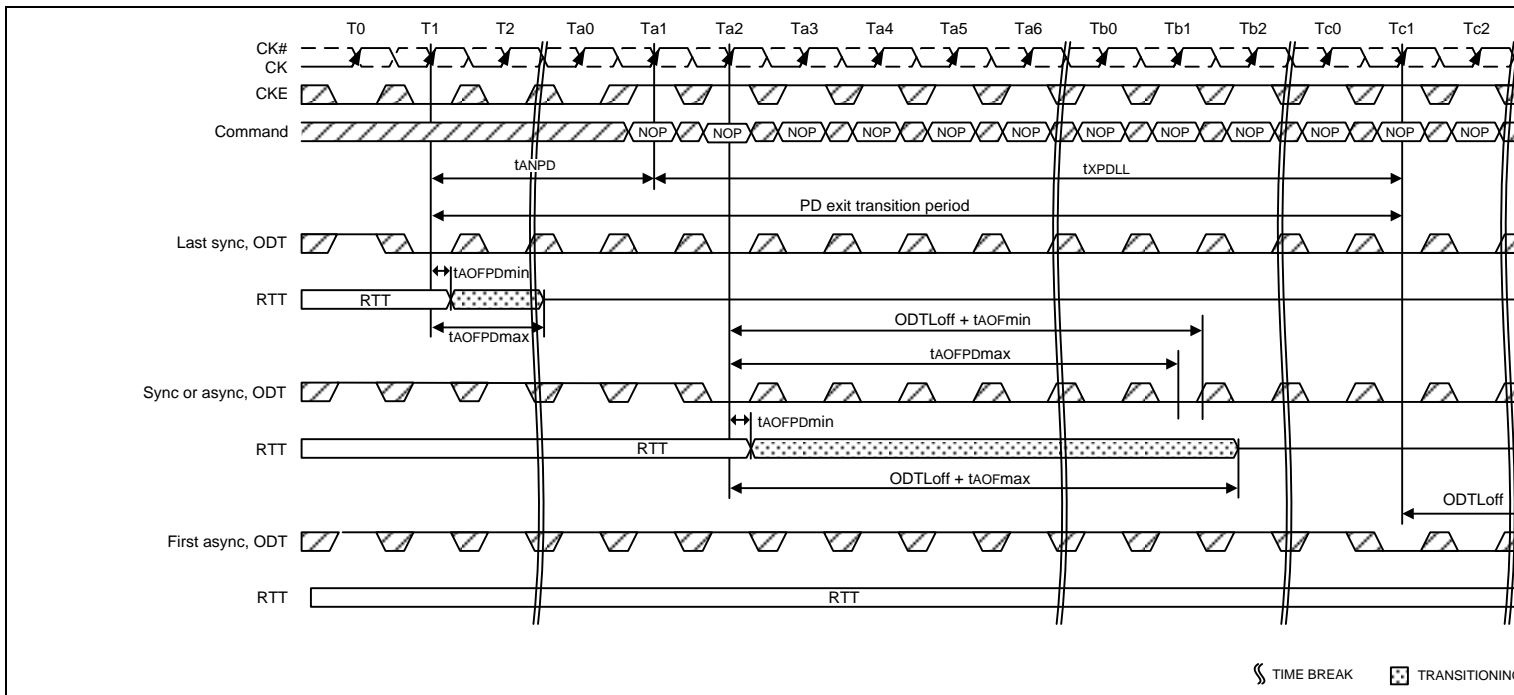 T0 T1 T2 Ta0 Ta1 Ta2 Ta3 Ta4 Ta5 Ta6 Tb0 Tb1 Tb2 Tc0 Tc1 Tc2
CK#
CK
CKE
Command NOP NOP NOP NOP NOP NOP NOP NOP NOP NOP NOP NOP
tANPD tXPDLL
PD exit transition period
Last sync, ODT
tAOFPDmin
RTT RTT
tAOFPDmax
ODTLoff + tAOFmin
tAOFPDmax
Sync or async, ODT
tAOFPDmin
RTT RTT
ODTLoff + tAOFmax
ODTLoff
First async, ODT
RTT RTT
TIME BREAK TRANSITIONING